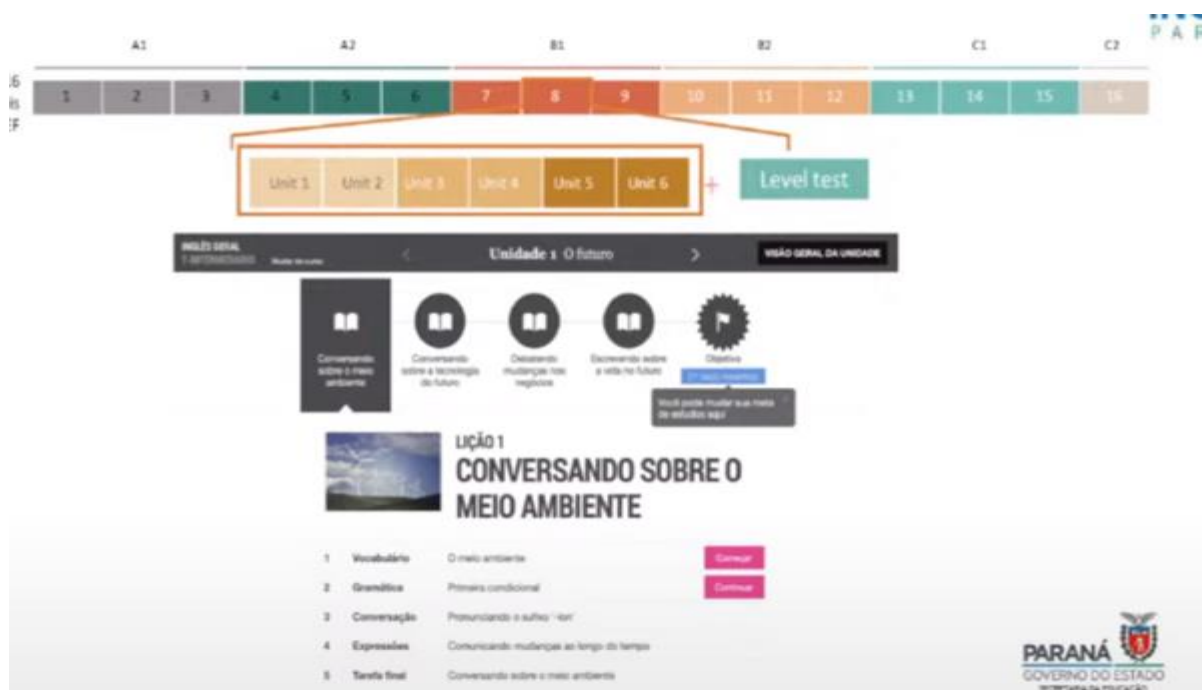 PAR
A1 A2 B1 B2 C1 C2
16
1 2 3 4 5 6 7 8 9 10 11 12 13 14 15 16
Unit 1 Unit 2 Unit 3 Unit 4 Unit 5 Unit 6 + Level test
INGLÊS GERAL
Unidade 1 O futuro
VISÃO GERAL DA UNIDADE
Conversando
sobre o meio
ambiente
Conversando
sobre a tecnologia
do futuro
Debatendo
mudanças nos
negócios
Escrevendo sobre
a vida no futuro
Objetivo
Você pode mudar sua meta
de estudos aqui
LIÇÃO 1
CONVERSANDO SOBRE O
MEIO AMBIENTE
1 Vocabulário O meio ambiente Começar
2 Gramática Primeira condicional Continuar
3 Conversação Pronunciando o sufixo '-ion'
4 Expressões Comunicando mudanças ao longo do tempo
5 Tarefa final Conversando sobre o meio ambiente
PARANÁ
GOVERNO DO ESTADO